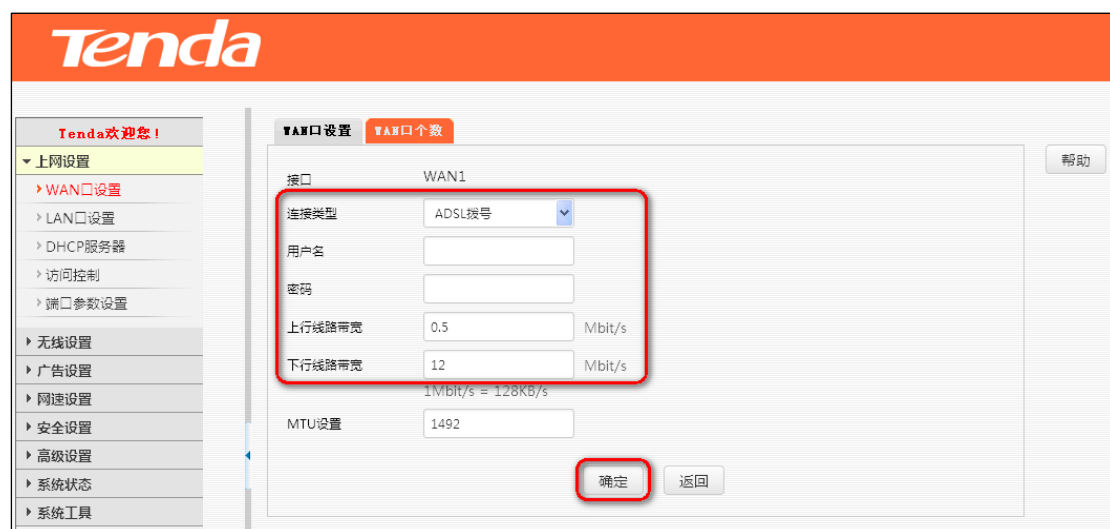 Tenda
Tenda欢迎您!
上网设置
WAN口设置
LAN口设置
DHCP服务器
访问控制
端口参数设置
无线设置
广告设置
网速设置
安全设置
高级设置
系统状态
系统工具
WAN口设置 WAN口个数
帮助
接口 WAN1
连接类型 ADSL拨号
用户名
密码
上行线路带宽 0.5 Mbit/s
下行线路带宽 12 Mbit/s
1Mbit/s = 128KB/s
MTU设置 1492
确定 返回